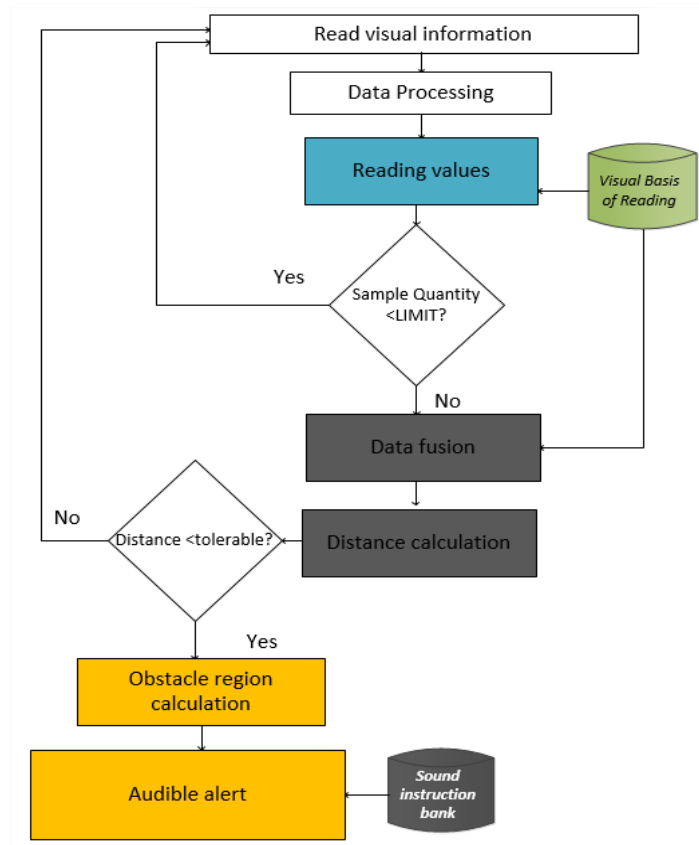 Read visual information
Data Processing
Reading values
Visual Basis
of Reading
Yes
Sample Quantity
<LIMIT?
No
Data fusion
No
Distance <tolerable?
Distance calculation
Yes
Obstacle region
calculation
Audible alert
Sound
instruction
bank